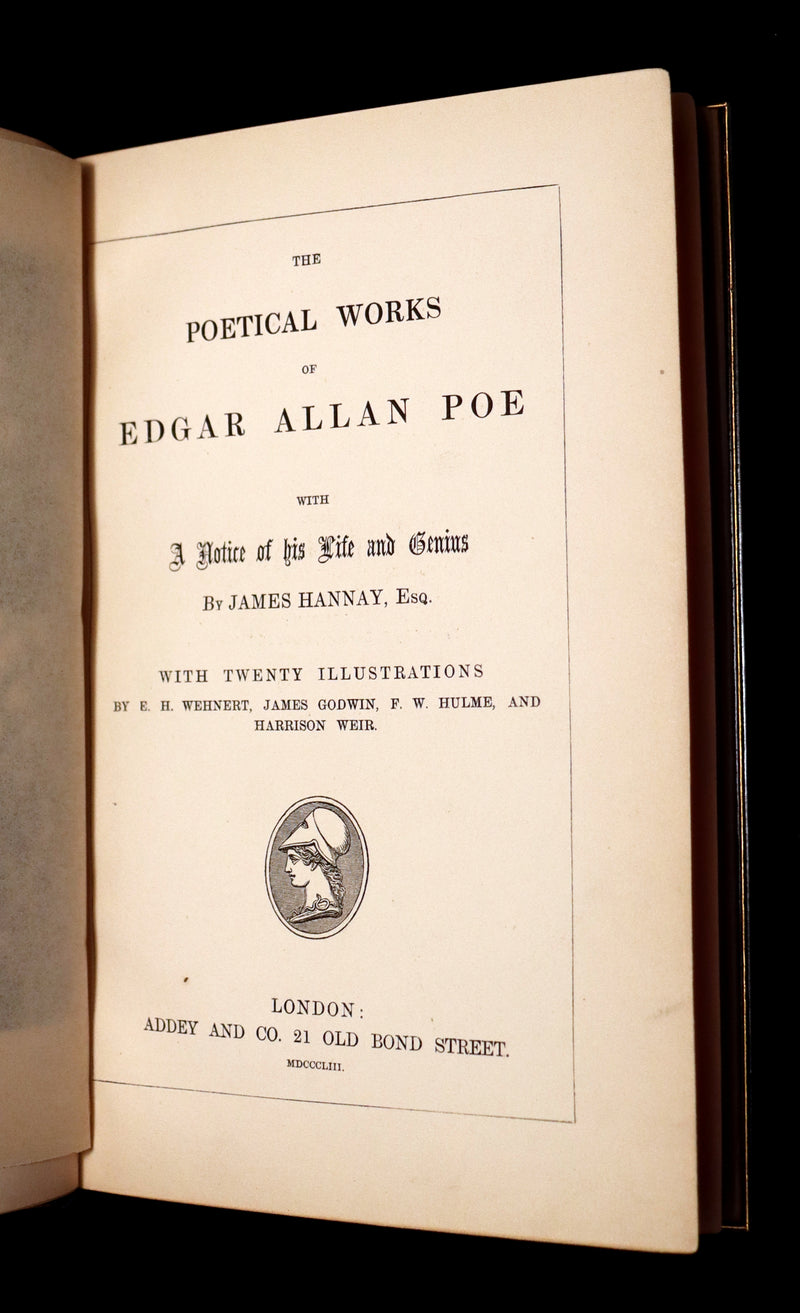 THE
POETICAL WORKS
OF
EDGAR ALLAN POE
WITH
A Notice of his Life and Genius
By JAMES HANNAY, Esq.
WITH TWENTY ILLUSTRATIONS
BY E. H. WEHNERT, JAMES GODWIN, F. W. HULME, AND
HARRISON WEIR.
LONDON:
ADDEY AND CO. 21 OLD BOND STREET.
MDCCCLIII.